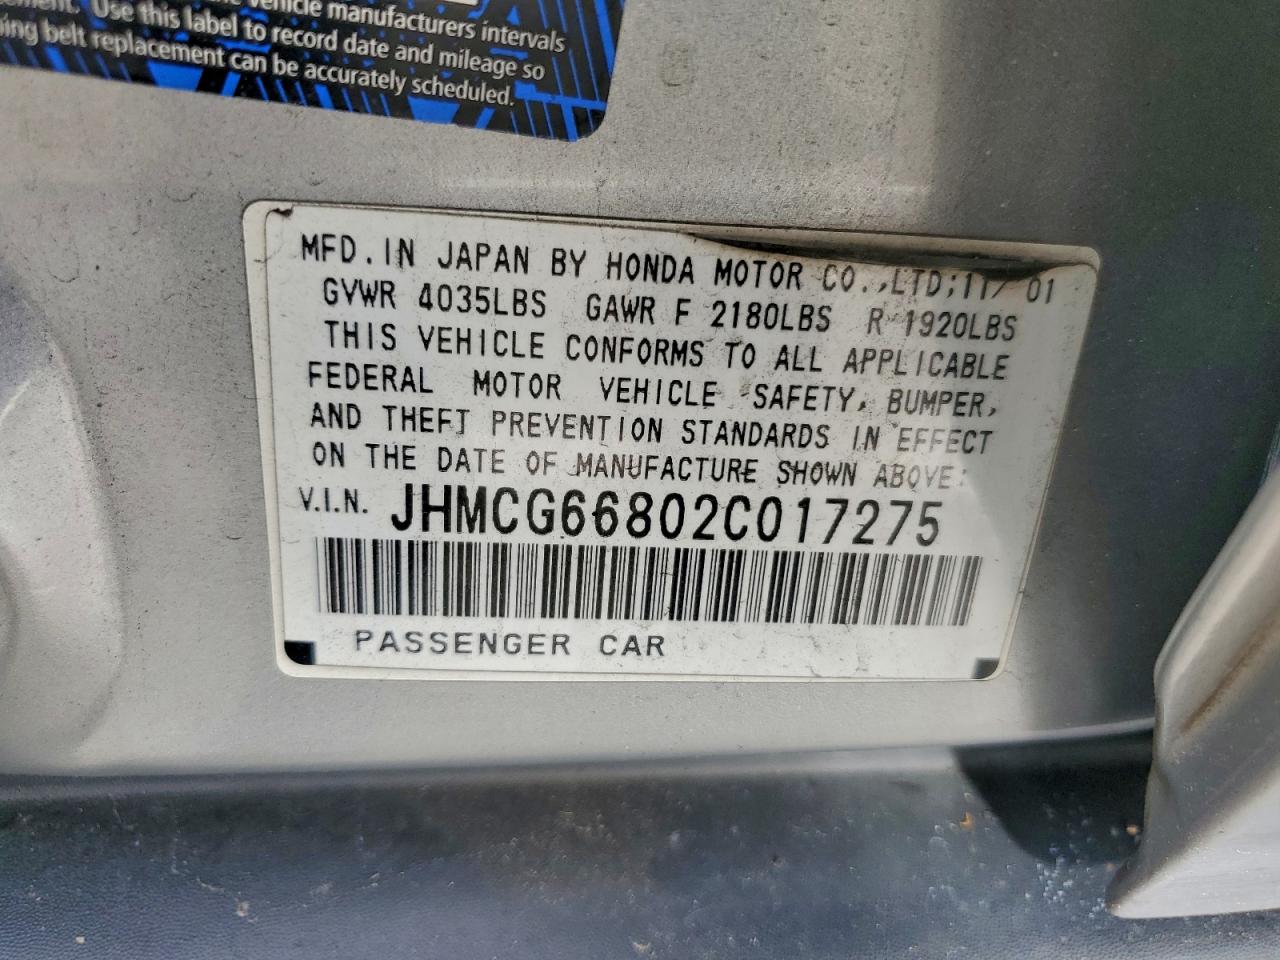 vehicle manufacturers intervals
Use this label to record date and mileage so
belt replacement can be accurately scheduled.
MFD. IN JAPAN BY HONDA MOTOR CO.,LTD;11/ 01
GVWR 4035LBS GAWR F 2180LBS R 1920LBS
THIS VEHICLE CONFORMS TO ALL APPLICABLE
FEDERAL MOTOR VEHICLE SAFETY, BUMPER,
AND THEFT PREVENTION STANDARDS IN EFFECT
ON THE DATE OF MANUFACTURE SHOWN ABOVE:
V.I.N. JHMCG66802C017275
PASSENGER CAR